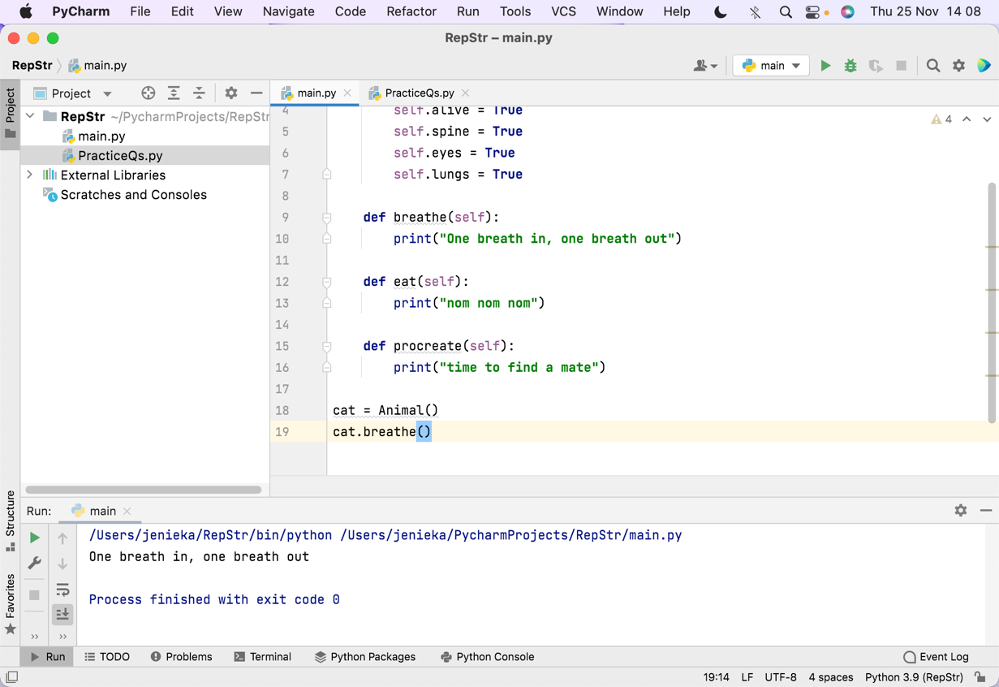 PyCharm File Edit View Navigate Code Refactor Run Tools VCS Window Help Thu 25 Nov 14 08
RepStr – main.py
RepStr main.py main
Project
Project main.py PracticeQs.py
RepStr ~/PycharmProjects/RepStr
main.py
PracticeQs.py
External Libraries
Scratches and Consoles
4
4 self.alive = True
5 self.spine = True
6 self.eyes = True
7 self.lungs = True
8
9 def breathe(self):
10 print("One breath in, one breath out")
11
12 def eat(self):
13 print("nom nom nom")
14
15 def procreate(self):
16 print("time to find a mate")
17
18 cat = Animal()
19 cat.breathe()
Structure
Favorites
Run: main
/Users/jenieka/RepStr/bin/python /Users/jenieka/PycharmProjects/RepStr/main.py
One breath in, one breath out
Process finished with exit code 0
Run TODO Problems Terminal Python Packages Python Console Event Log
19:14 LF UTF-8 4 spaces Python 3.9 (RepStr)